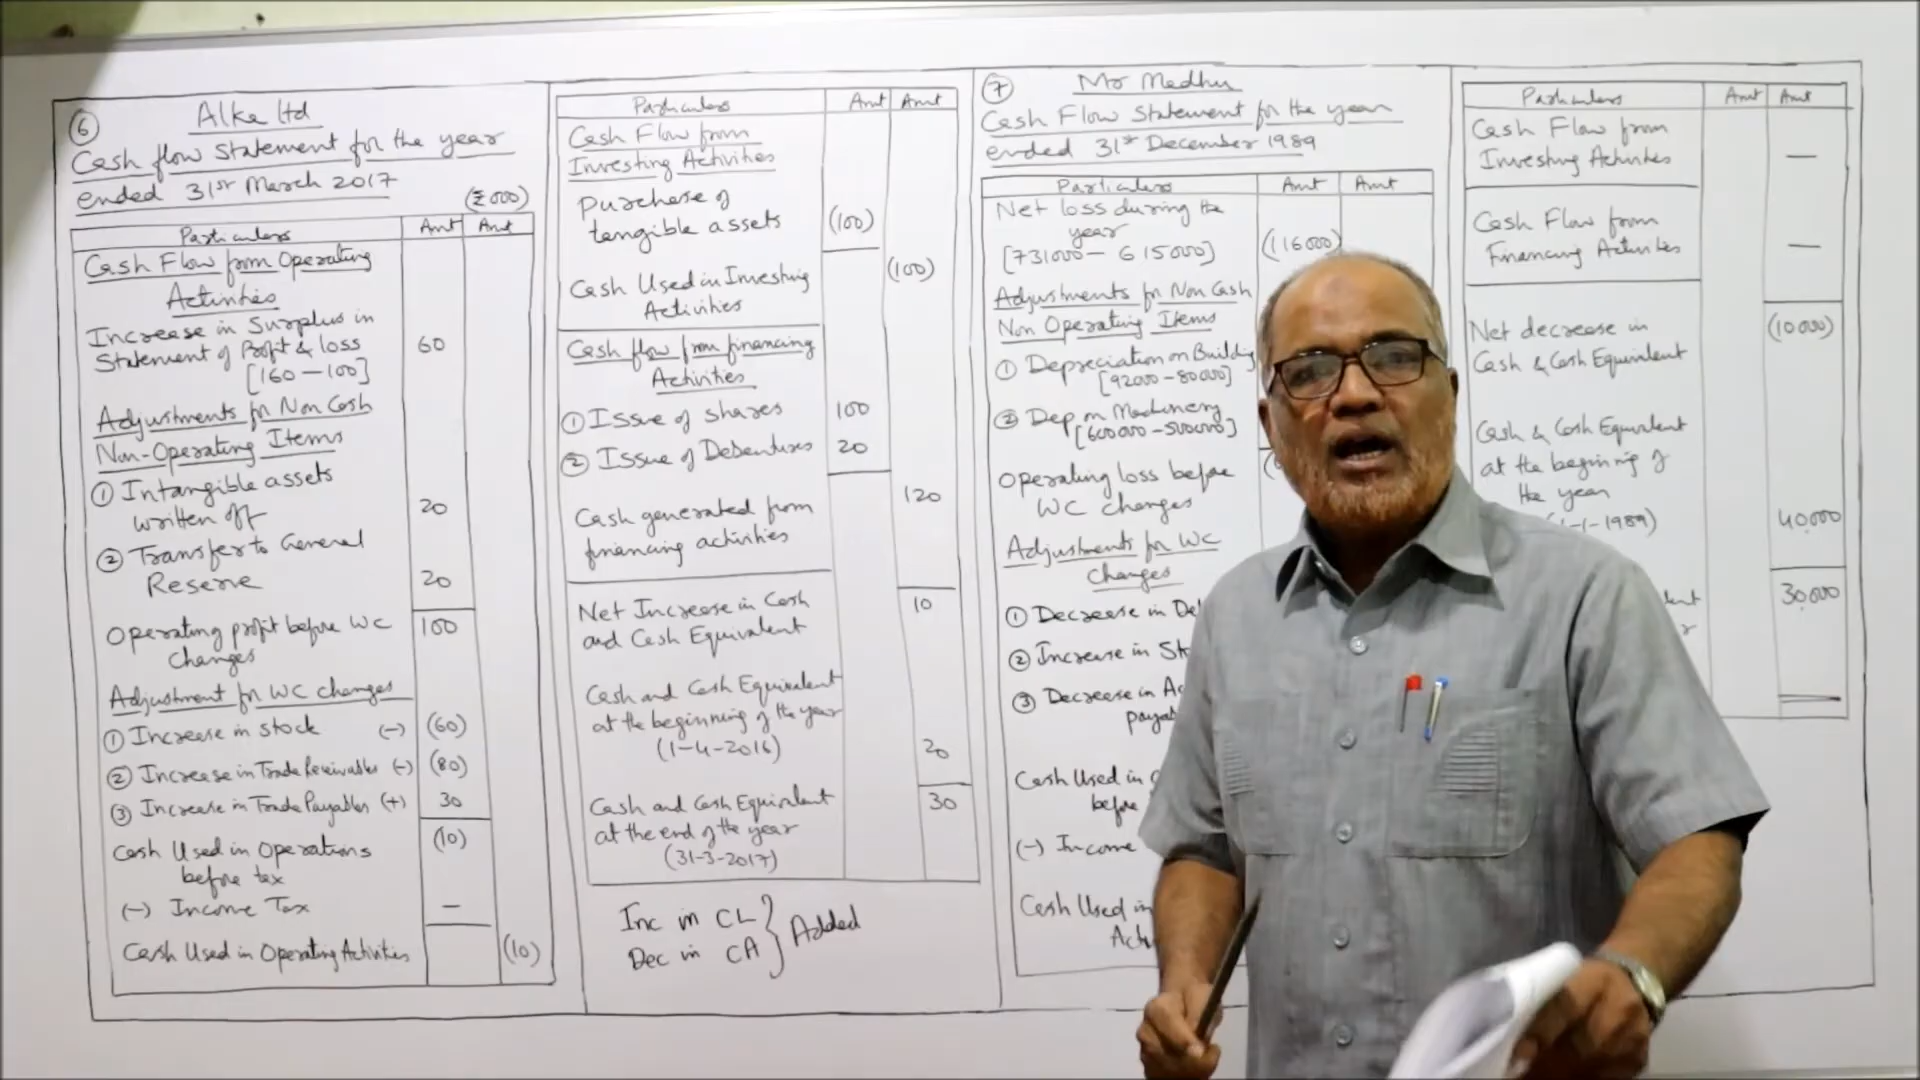 6
Alka Ltd
Cash flow statement for the year
ended 31st March 2017
(₹000)
Particulars Amt Amt
Cash Flow from Operating
Activities
Increase in Surplus in
Statement of Profit & loss 60
[160 — 100]
Adjustments for Non Cash
Non-Operating Items
① Intangible assets
written off 20
② Transfer to General
Reserve 20
Operating profit before WC 100
changes
Adjustment for WC changes
① Increase in stock (-) (60)
② Increase in Trade Receivables (-) (80)
③ Increase in Trade Payables (+) 30
Cash Used in Operations (10)
before tax
(-) Income Tax —
Cash Used in Operating Activities (10)
Particulars Amt Amt
Cash Flow from
Investing Activities
Purchase of
tangible assets (100)
Cash Used in Investing (100)
Activities
Cash flow from financing
Activities
① Issue of shares 100
② Issue of Debentures 20
Cash generated from 120
financing activities
Net Increase in Cash 10
and Cash Equivalent
Cash and Cash Equivalent
at the beginning of the year
(1-4-2016) 20
Cash and Cash Equivalent 30
at the end of the year
(31-3-2017)
Inc in CL
Dec in CA } Added
7
Mr Madhu
Cash Flow Statement for the year
ended 31st December 1989
Particulars Amt Amt
Net loss during the
year
[731000 — 615000] (116000)
Adjustments for Non Cash
Non Operating Items
① Depreciation on Building
[92000 - 80000]
② Dep on Machinery
[600000 - 500000]
Operating loss before
WC changes
Adjustments for WC
Changes
① Decrease in
② Increase in
③ Decrease in
Cash Used in
before
(-) Income
Cash Used in
Particulars Amt Amt
Cash Flow from
Investing Activities —
Cash Flow from
Financing Activities —
Net decrease in (10000)
Cash & Cash Equivalent
Cash & Cash Equivalent
at the beginning of
the year
-1-1989) 40,000
30,000